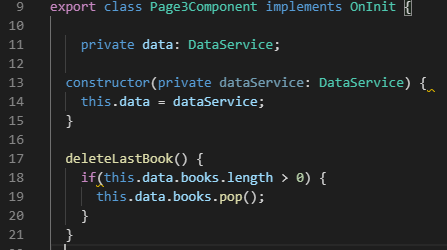 9 export class Page3Component implements OnInit {
10
11 private data: DataService;
12
13 constructor(private dataService: DataService) {
14 this.data = dataService;
15 }
16
17 deleteLastBook() {
18 if(this.data.books.length > 0) {
19 this.data.books.pop();
20 }
21 }